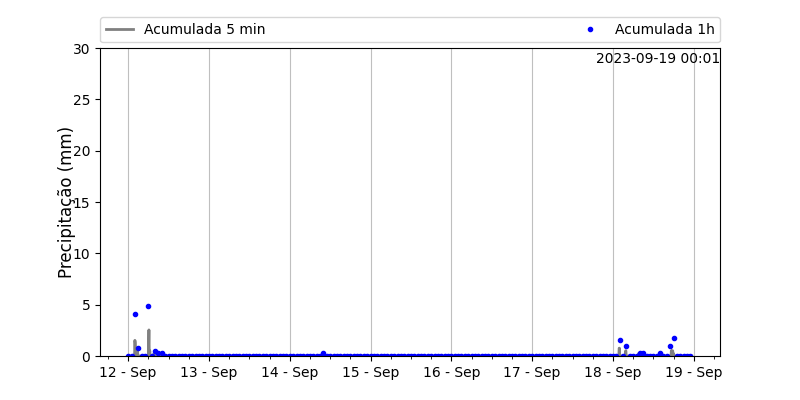 Acumulada 5 min
Acumulada 1h
2023-09-19 00:01
Precipitação (mm)
30
25
20
15
10
5
0
12 - Sep
13 - Sep
14 - Sep
15 - Sep
16 - Sep
17 - Sep
18 - Sep
19 - Sep